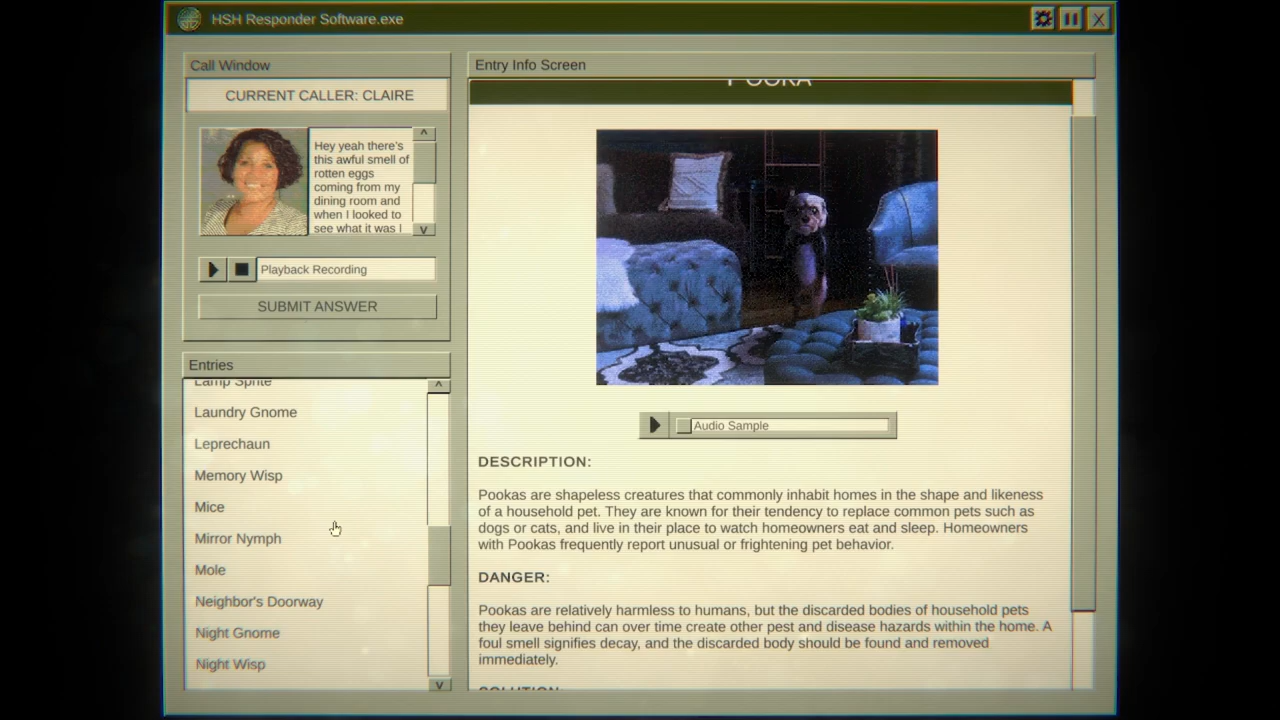 HSH Responder Software.exe
Call Window
CURRENT CALLER: CLAIRE
Hey yeah there's
this awful smell of
rotten eggs
coming from my
dining room and
when I looked to
see what it was I
Playback Recording
SUBMIT ANSWER
Entries
Lamp Sprite
Laundry Gnome
Leprechaun
Memory Wisp
Mice
Mirror Nymph
Mole
Neighbor's Doorway
Night Gnome
Night Wisp
Entry Info Screen
POOKA
Audio Sample
DESCRIPTION:
Pookas are shapeless creatures that commonly inhabit homes in the shape and likeness
of a household pet. They are known for their tendency to replace common pets such as
dogs or cats, and live in their place to watch homeowners eat and sleep. Homeowners
with Pookas frequently report unusual or frightening pet behavior.
DANGER:
Pookas are relatively harmless to humans, but the discarded bodies of household pets
they leave behind can over time create other pest and disease hazards within the home. A
foul smell signifies decay, and the discarded body should be found and removed
immediately.
SOLUTION: